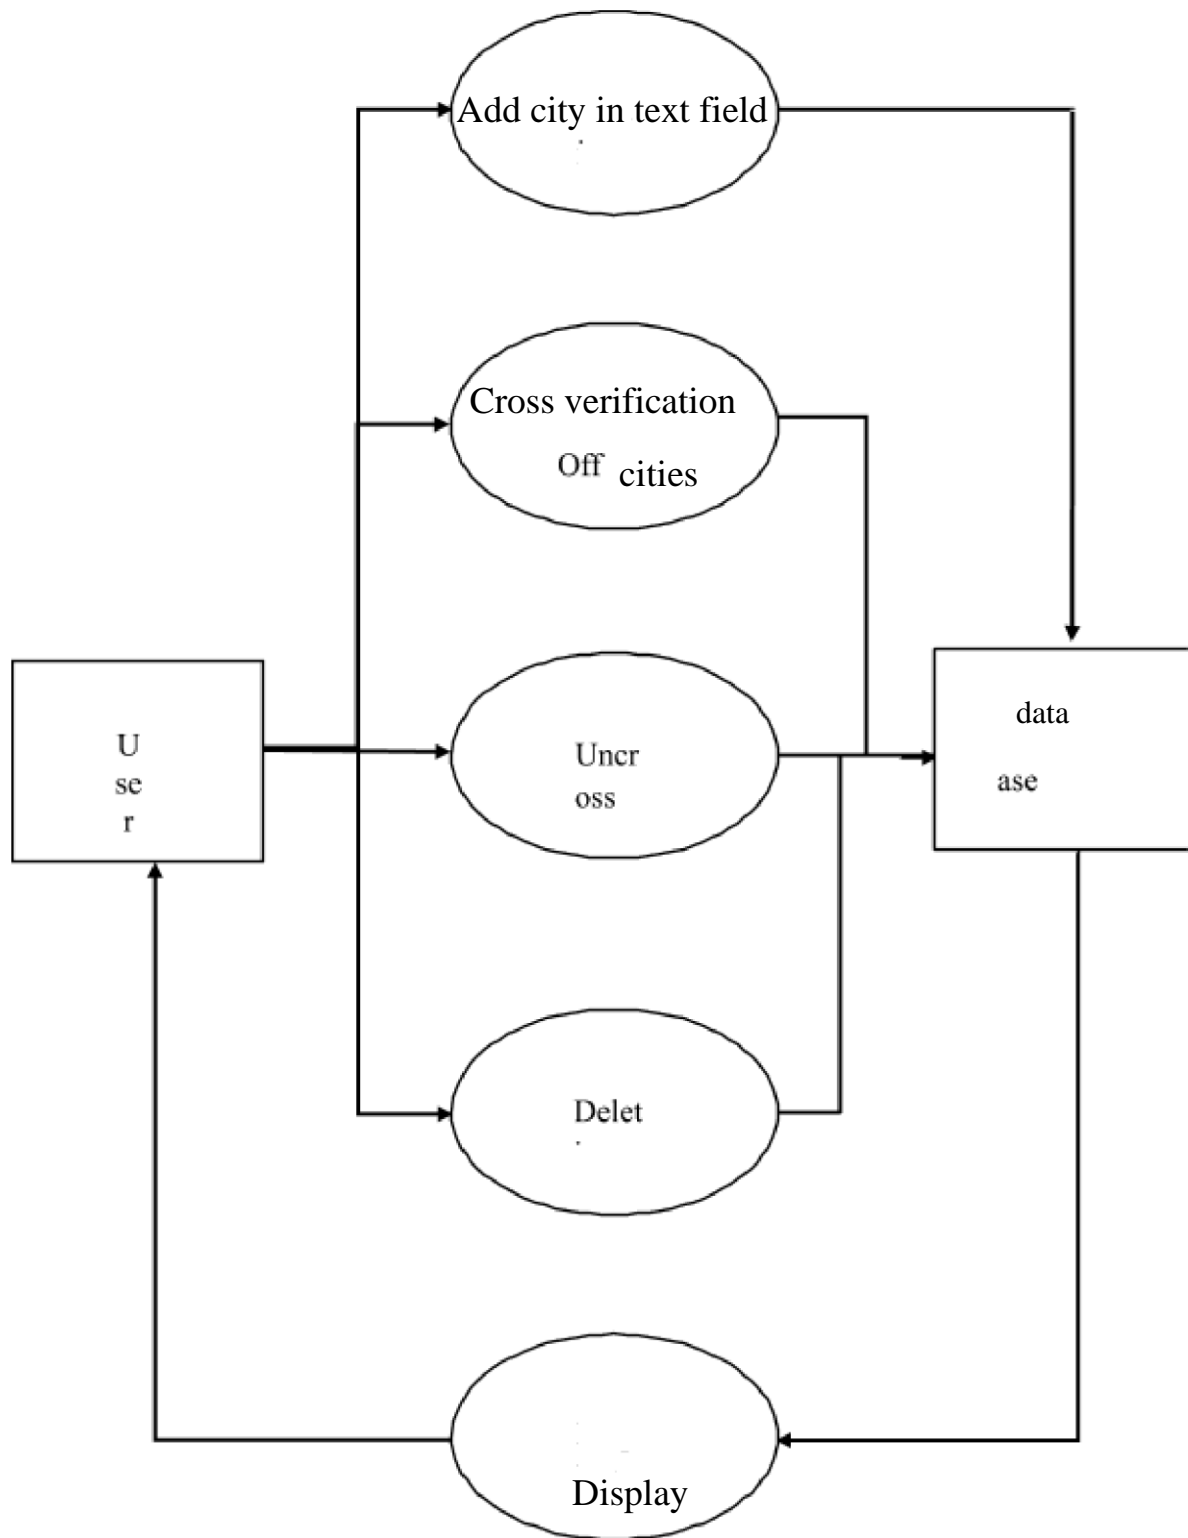 Add city in text field
Cross verification
Off cities
U
se
r
Uncr
oss
data
ase
Delet
Display